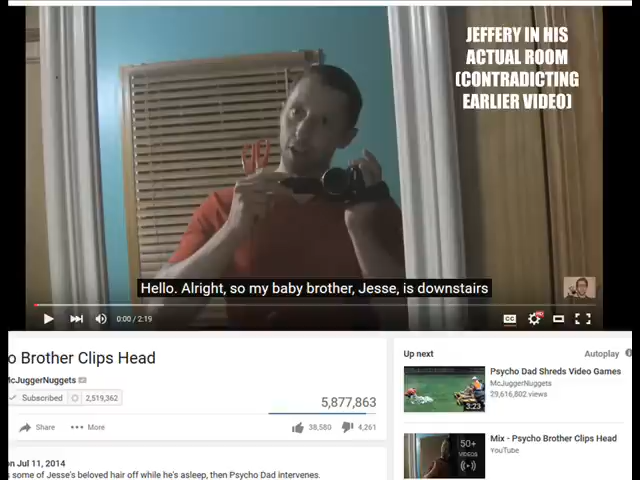 JEFFERY IN HIS
ACTUAL ROOM
(CONTRADICTING
EARLIER VIDEO)
Hello. Alright, so my baby brother, Jesse, is downstairs
0:00 / 2:19
CC
HD
o Brother Clips Head
McJuggerNuggets
Subscribed 2,519,362
5,877,863
Share
More
38,580
4,261
on Jul 11, 2014
s some of Jesse's beloved hair off while he's asleep, then Psycho Dad intervenes.
Up next
Autoplay
Psycho Dad Shreds Video Games
McJuggerNuggets
29,616,802 views
3:23
Mix - Psycho Brother Clips Head
YouTube
50+
VIDEOS